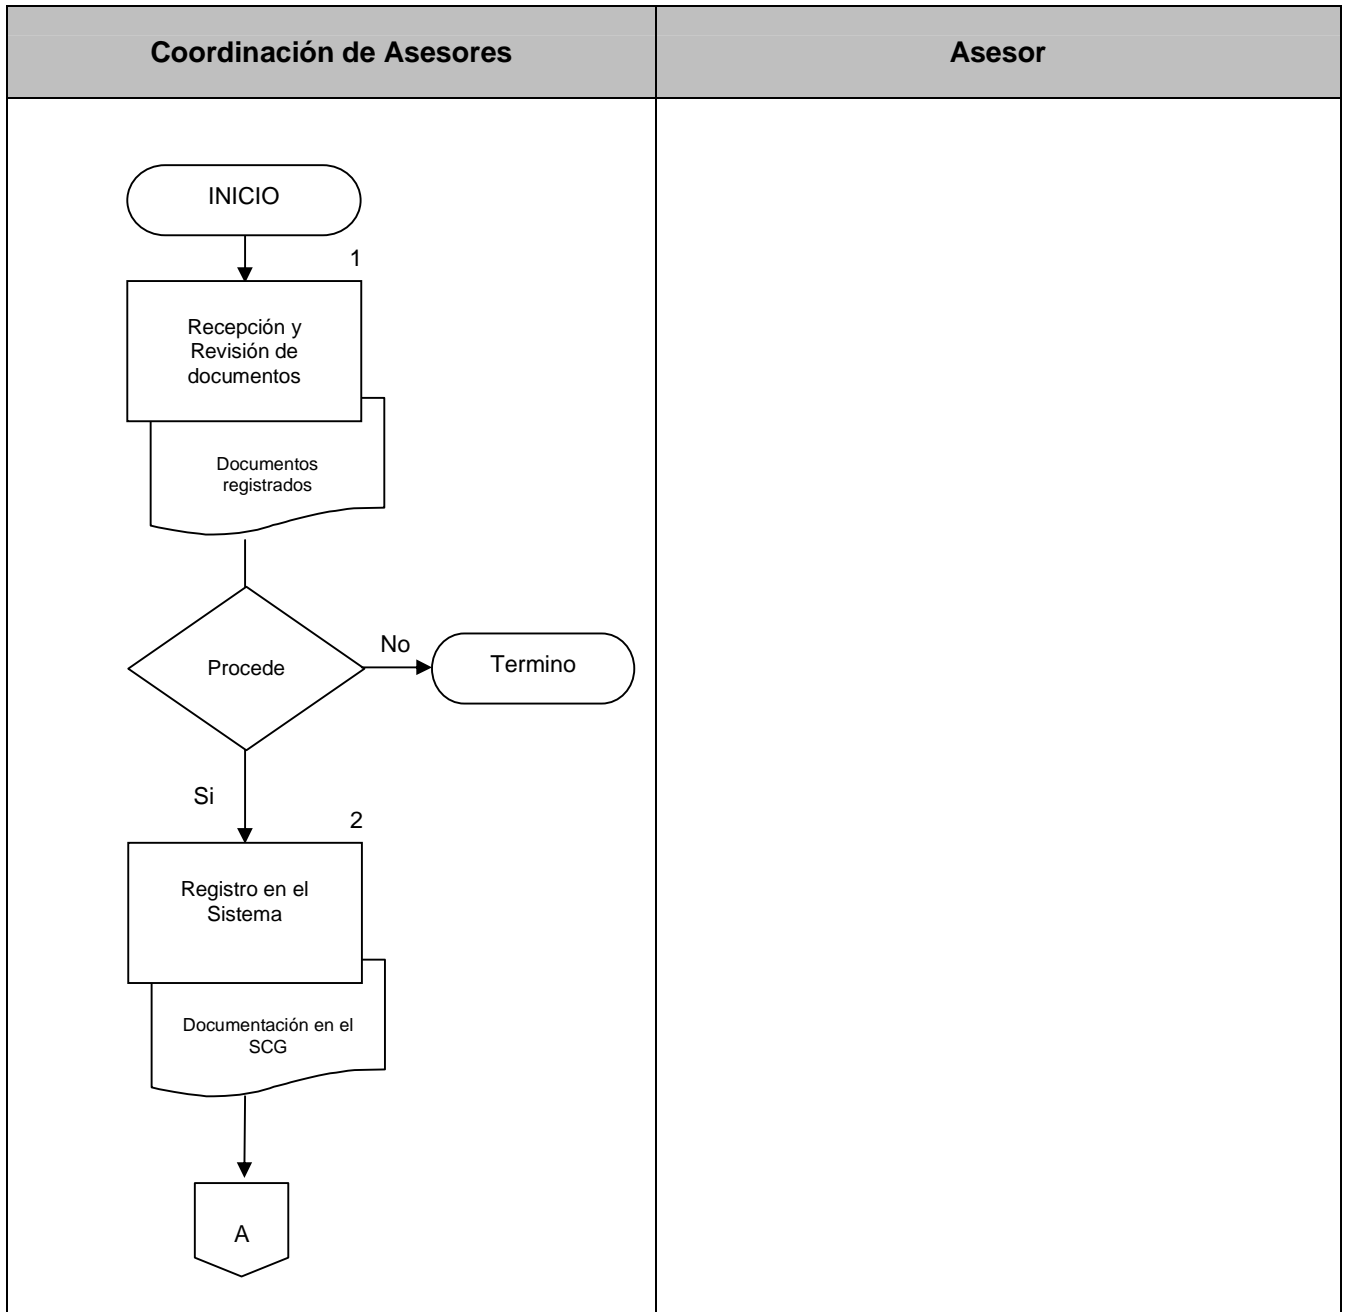 Coordinación de Asesores
Asesor
INICIO
1
Recepción y
Revisión de
documentos
Documentos
registrados
Procede
No
Termino
Si
2
Registro en el
Sistema
Documentación en el
SCG
A